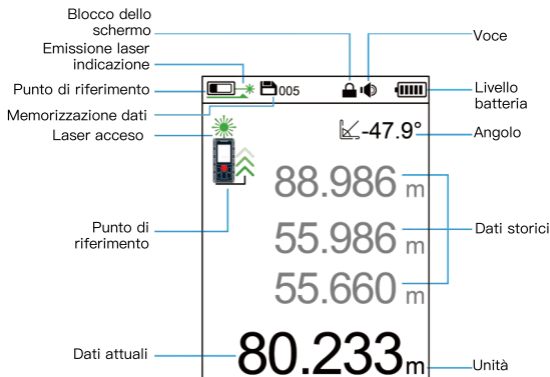 Blocco dello
schermo
Emissione laser
indicazione
Voce
Punto di riferimento
005
Livello
batteria
Memorizzazione dati
Laser acceso
-47.9°
Angolo
88.986 m
Punto di
riferimento
55.986 m
Dati storici
55.660 m
Dati attuali
80.233m
Unità